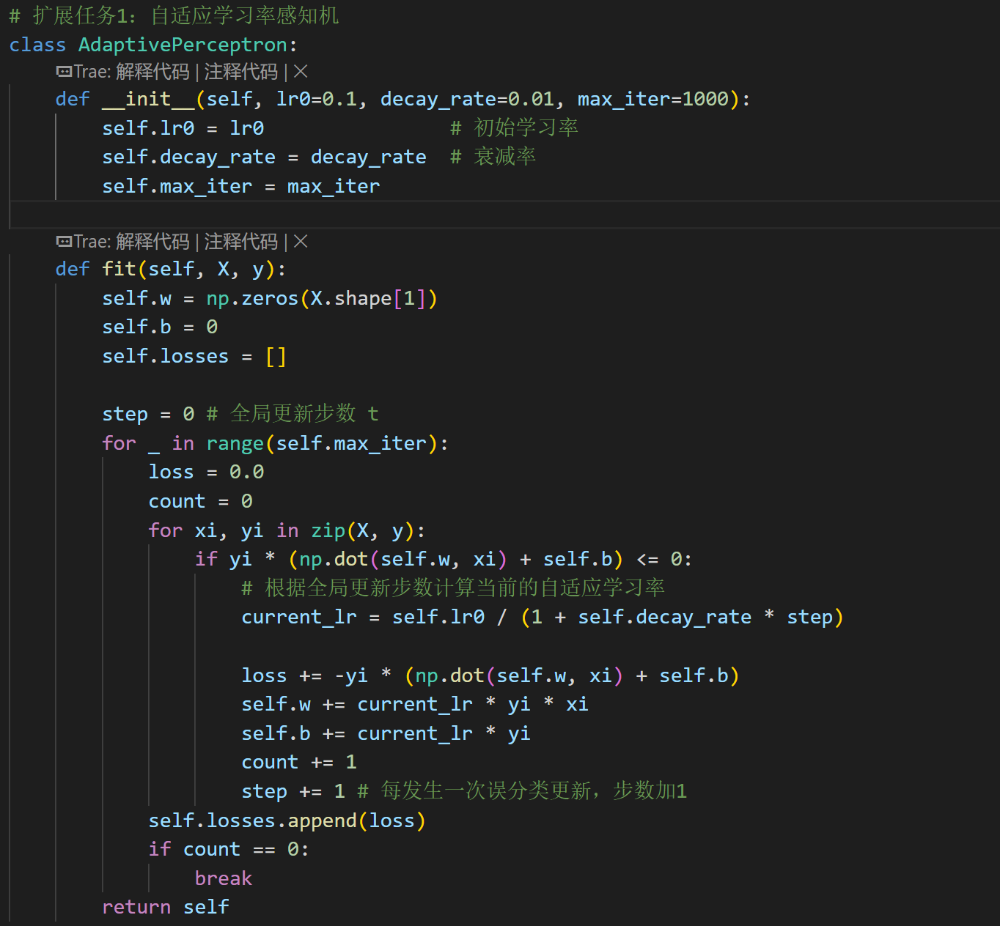 # 扩展任务1：自适应学习率感知机
class AdaptivePerceptron:
Trae: 解释代码 | 注释代码 | ×
    def __init__(self, lr0=0.1, decay_rate=0.01, max_iter=1000):
        self.lr0 = lr0                # 初始学习率
        self.decay_rate = decay_rate  # 衰减率
        self.max_iter = max_iter
Trae: 解释代码 | 注释代码 | ×
    def fit(self, X, y):
        self.w = np.zeros(X.shape[1])
        self.b = 0
        self.losses = []
        step = 0 # 全局更新步数 t
        for _ in range(self.max_iter):
            loss = 0.0
            count = 0
            for xi, yi in zip(X, y):
                if yi * (np.dot(self.w, xi) + self.b) <= 0:
                    # 根据全局更新步数计算当前的自适应学习率
                    current_lr = self.lr0 / (1 + self.decay_rate * step)
                    loss += -yi * (np.dot(self.w, xi) + self.b)
                    self.w += current_lr * yi * xi
                    self.b += current_lr * yi
                    count += 1
                    step += 1 # 每发生一次误分类更新，步数加1
            self.losses.append(loss)
            if count == 0:
                break
        return self